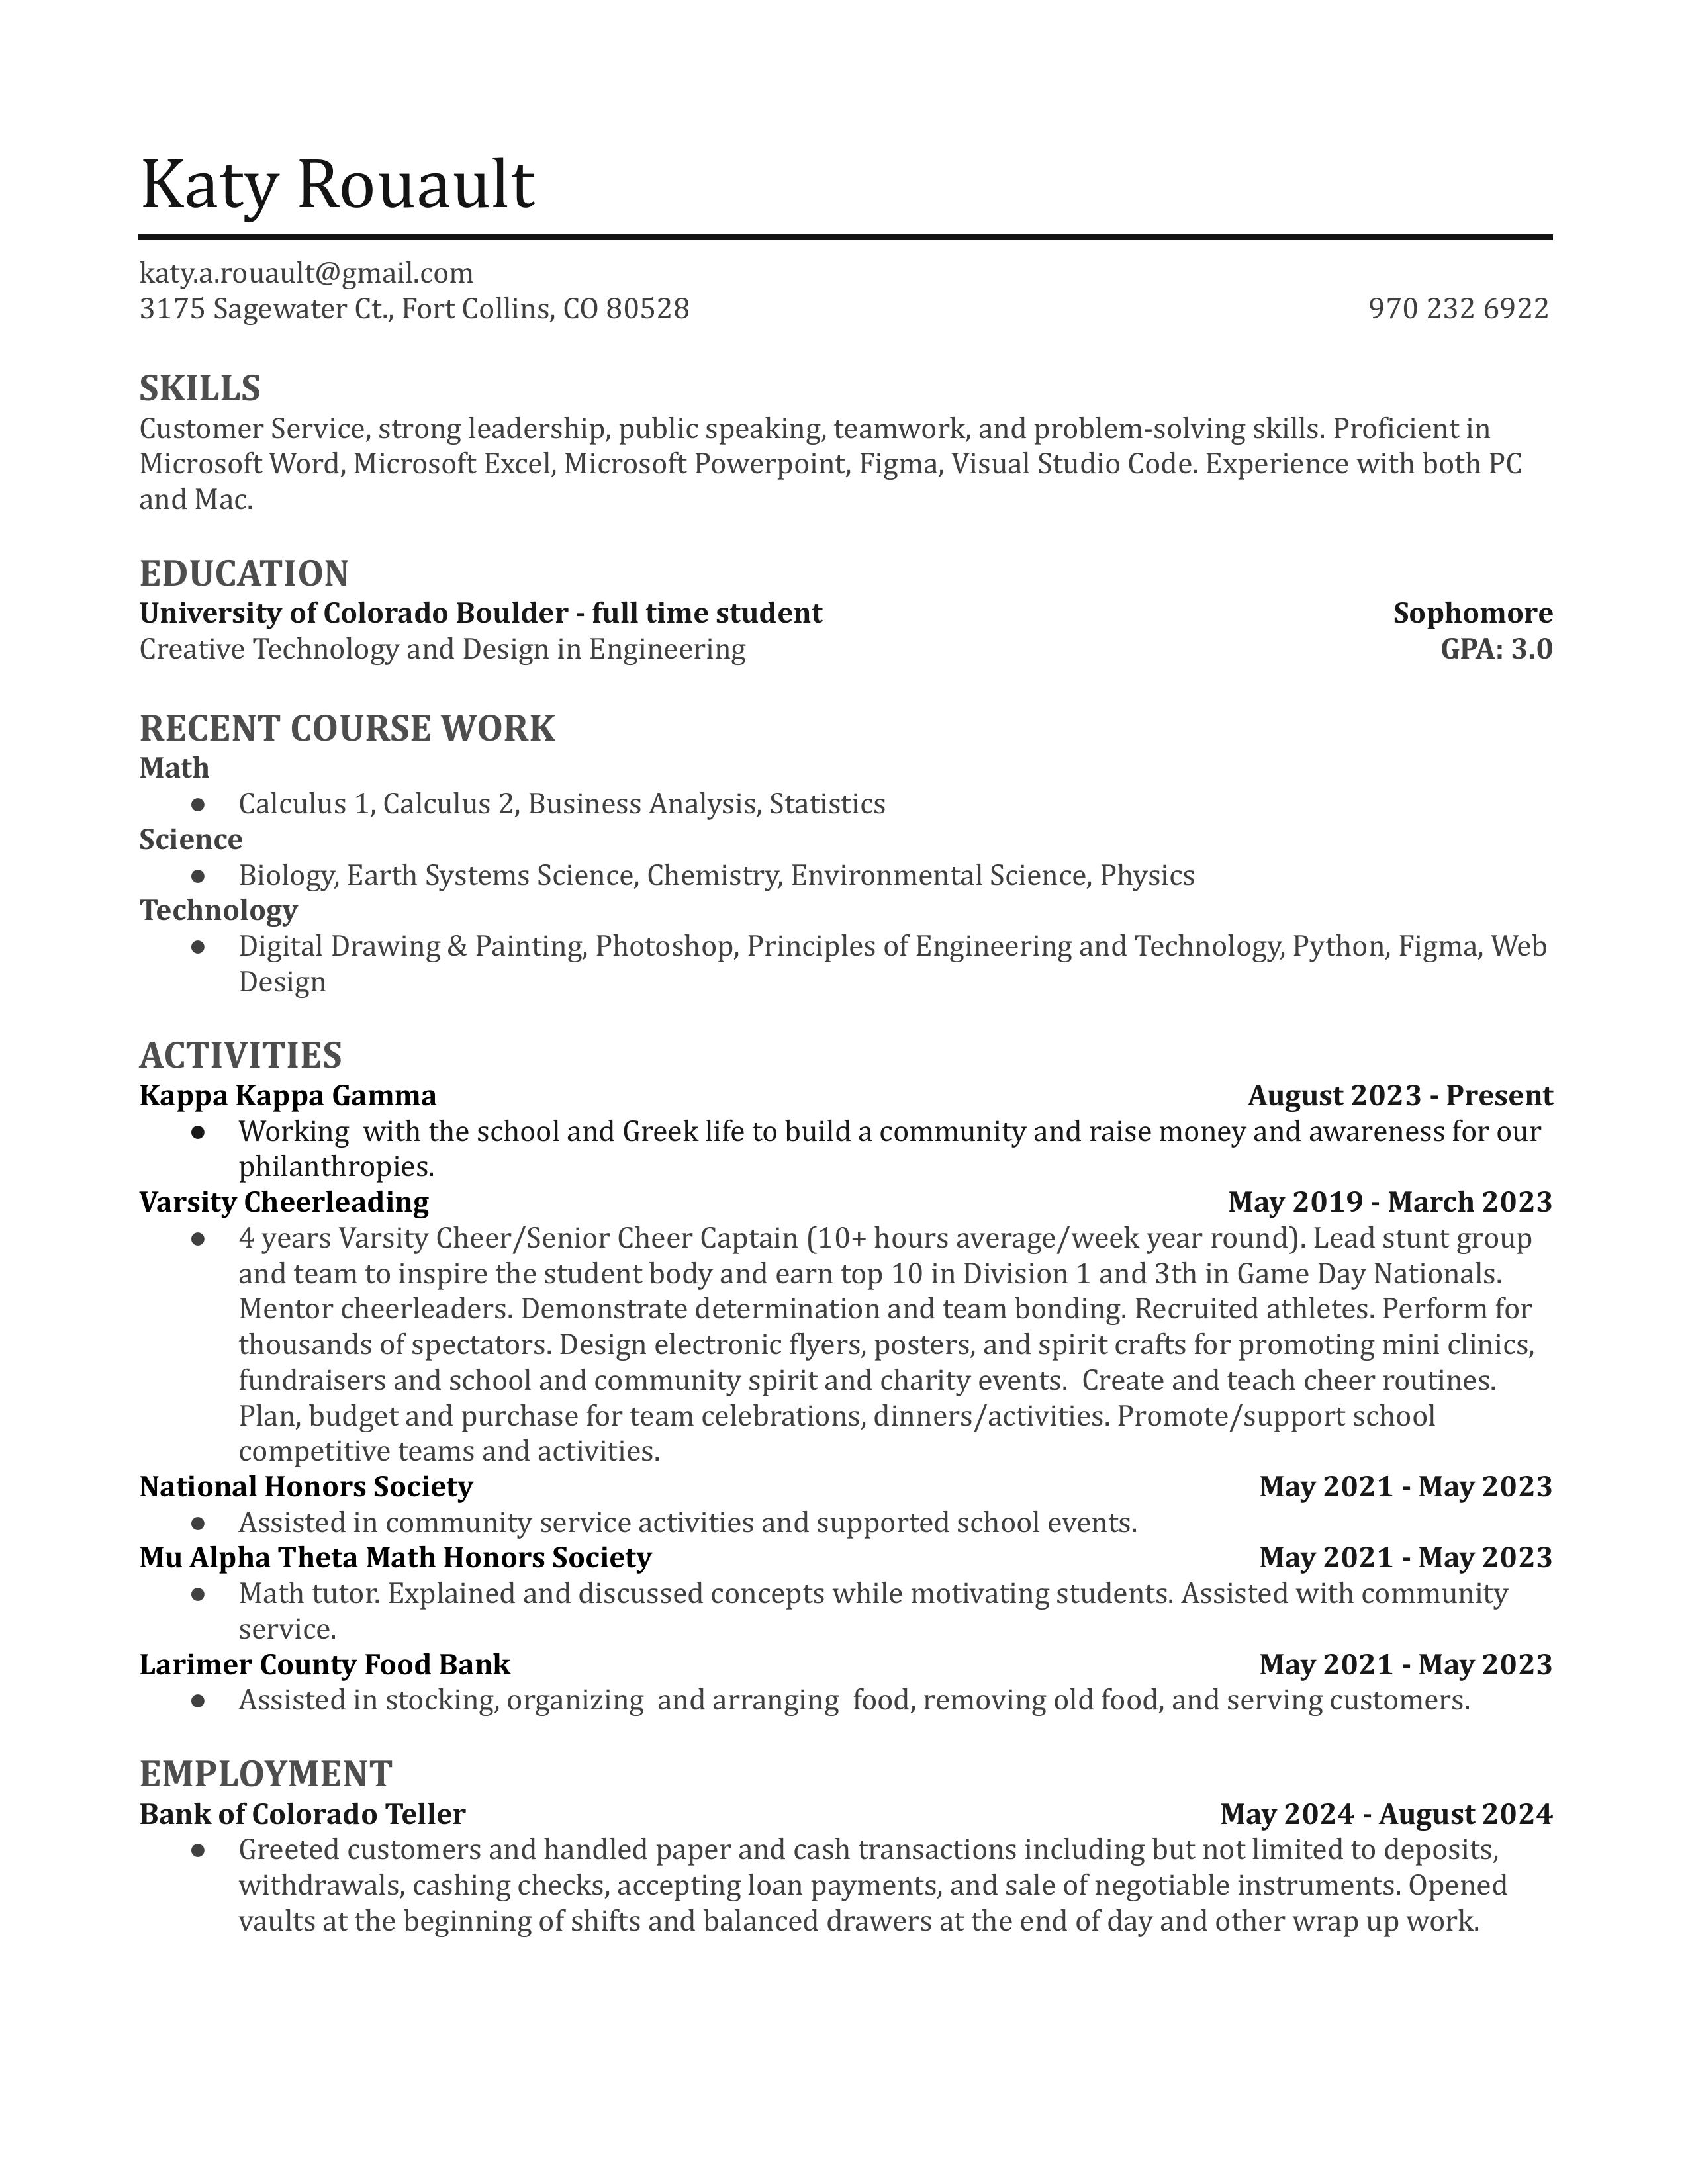 Katy Rouault
katy.a.rouault@gmail.com
3175 Sagewater Ct., Fort Collins, CO 80528 970 232 6922
SKILLS
Customer Service, strong leadership, public speaking, teamwork, and problem-solving skills. Proficient in
Microsoft Word, Microsoft Excel, Microsoft Powerpoint, Figma, Visual Studio Code. Experience with both PC
and Mac.
EDUCATION
University of Colorado Boulder - full time student Sophomore
Creative Technology and Design in Engineering GPA: 3.0
RECENT COURSE WORK
Math
● Calculus 1, Calculus 2, Business Analysis, Statistics
Science
● Biology, Earth Systems Science, Chemistry, Environmental Science, Physics
Technology
● Digital Drawing & Painting, Photoshop, Principles of Engineering and Technology, Python, Figma, Web
Design
ACTIVITIES
Kappa Kappa Gamma August 2023 - Present
● Working  with the school and Greek life to build a community and raise money and awareness for our
philanthropies.
Varsity Cheerleading May 2019 - March 2023
● 4 years Varsity Cheer/Senior Cheer Captain (10+ hours average/week year round). Lead stunt group
and team to inspire the student body and earn top 10 in Division 1 and 3th in Game Day Nationals.
Mentor cheerleaders. Demonstrate determination and team bonding. Recruited athletes. Perform for
thousands of spectators. Design electronic flyers, posters, and spirit crafts for promoting mini clinics,
fundraisers and school and community spirit and charity events.  Create and teach cheer routines.
Plan, budget and purchase for team celebrations, dinners/activities. Promote/support school
competitive teams and activities.
National Honors Society May 2021 - May 2023
● Assisted in community service activities and supported school events.
Mu Alpha Theta Math Honors Society May 2021 - May 2023
● Math tutor. Explained and discussed concepts while motivating students. Assisted with community
service.
Larimer County Food Bank May 2021 - May 2023
● Assisted in stocking, organizing  and arranging  food, removing old food, and serving customers.
EMPLOYMENT
Bank of Colorado Teller May 2024 - August 2024
● Greeted customers and handled paper and cash transactions including but not limited to deposits,
withdrawals, cashing checks, accepting loan payments, and sale of negotiable instruments. Opened
vaults at the beginning of shifts and balanced drawers at the end of day and other wrap up work.